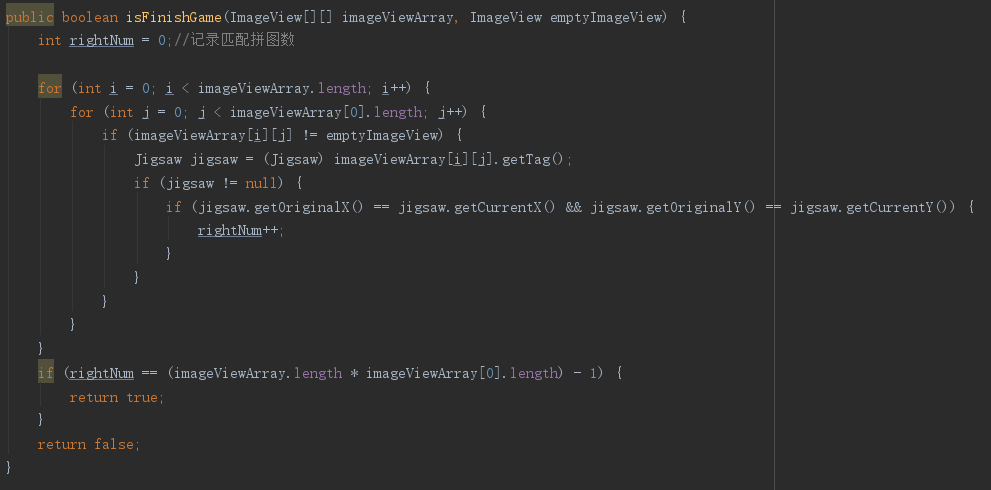 public boolean isFinishGame(ImageView[][] imageViewArray, ImageView emptyImageView) {
    int rightNum = 0;//记录匹配拼图数
    for (int i = 0; i < imageViewArray.length; i++) {
        for (int j = 0; j < imageViewArray[0].length; j++) {
            if (imageViewArray[i][j] != emptyImageView) {
                Jigsaw jigsaw = (Jigsaw) imageViewArray[i][j].getTag();
                if (jigsaw != null) {
                    if (jigsaw.getOriginalX() == jigsaw.getCurrentX() && jigsaw.getOriginalY() == jigsaw.getCurrentY()) {
                        rightNum++;
                    }
                }
            }
        }
    }
    if (rightNum == (imageViewArray.length * imageViewArray[0].length) - 1) {
        return true;
    }
    return false;
}